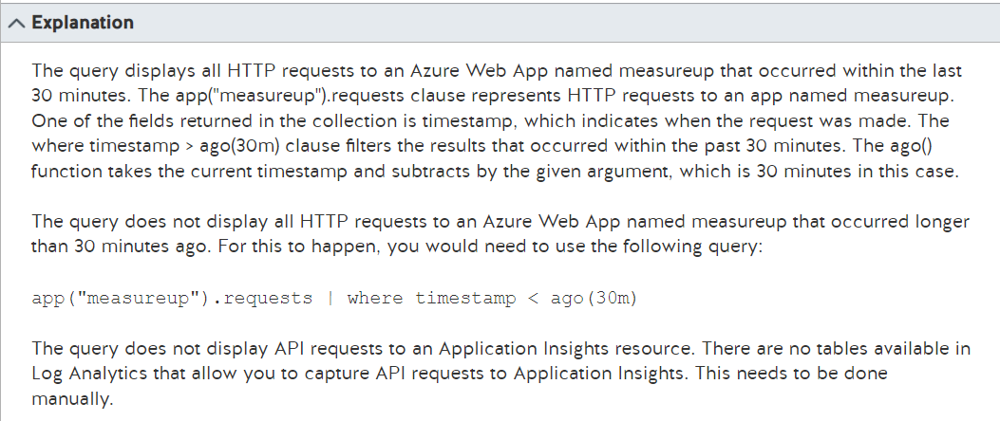 Explanation
The query displays all HTTP requests to an Azure Web App named measureup that occurred within the last
30 minutes. The app("measureup").requests clause represents HTTP requests to an app named measureup.
One of the fields returned in the collection is timestamp, which indicates when the request was made. The
where timestamp > ago(30m) clause filters the results that occurred within the past 30 minutes. The ago()
function takes the current timestamp and subtracts by the given argument, which is 30 minutes in this case.
The query does not display all HTTP requests to an Azure Web App named measureup that occurred longer
than 30 minutes ago. For this to happen, you would need to use the following query:
app("measureup").requests | where timestamp < ago(30m)
The query does not display API requests to an Application Insights resource. There are no tables available in
Log Analytics that allow you to capture API requests to Application Insights. This needs to be done
manually.